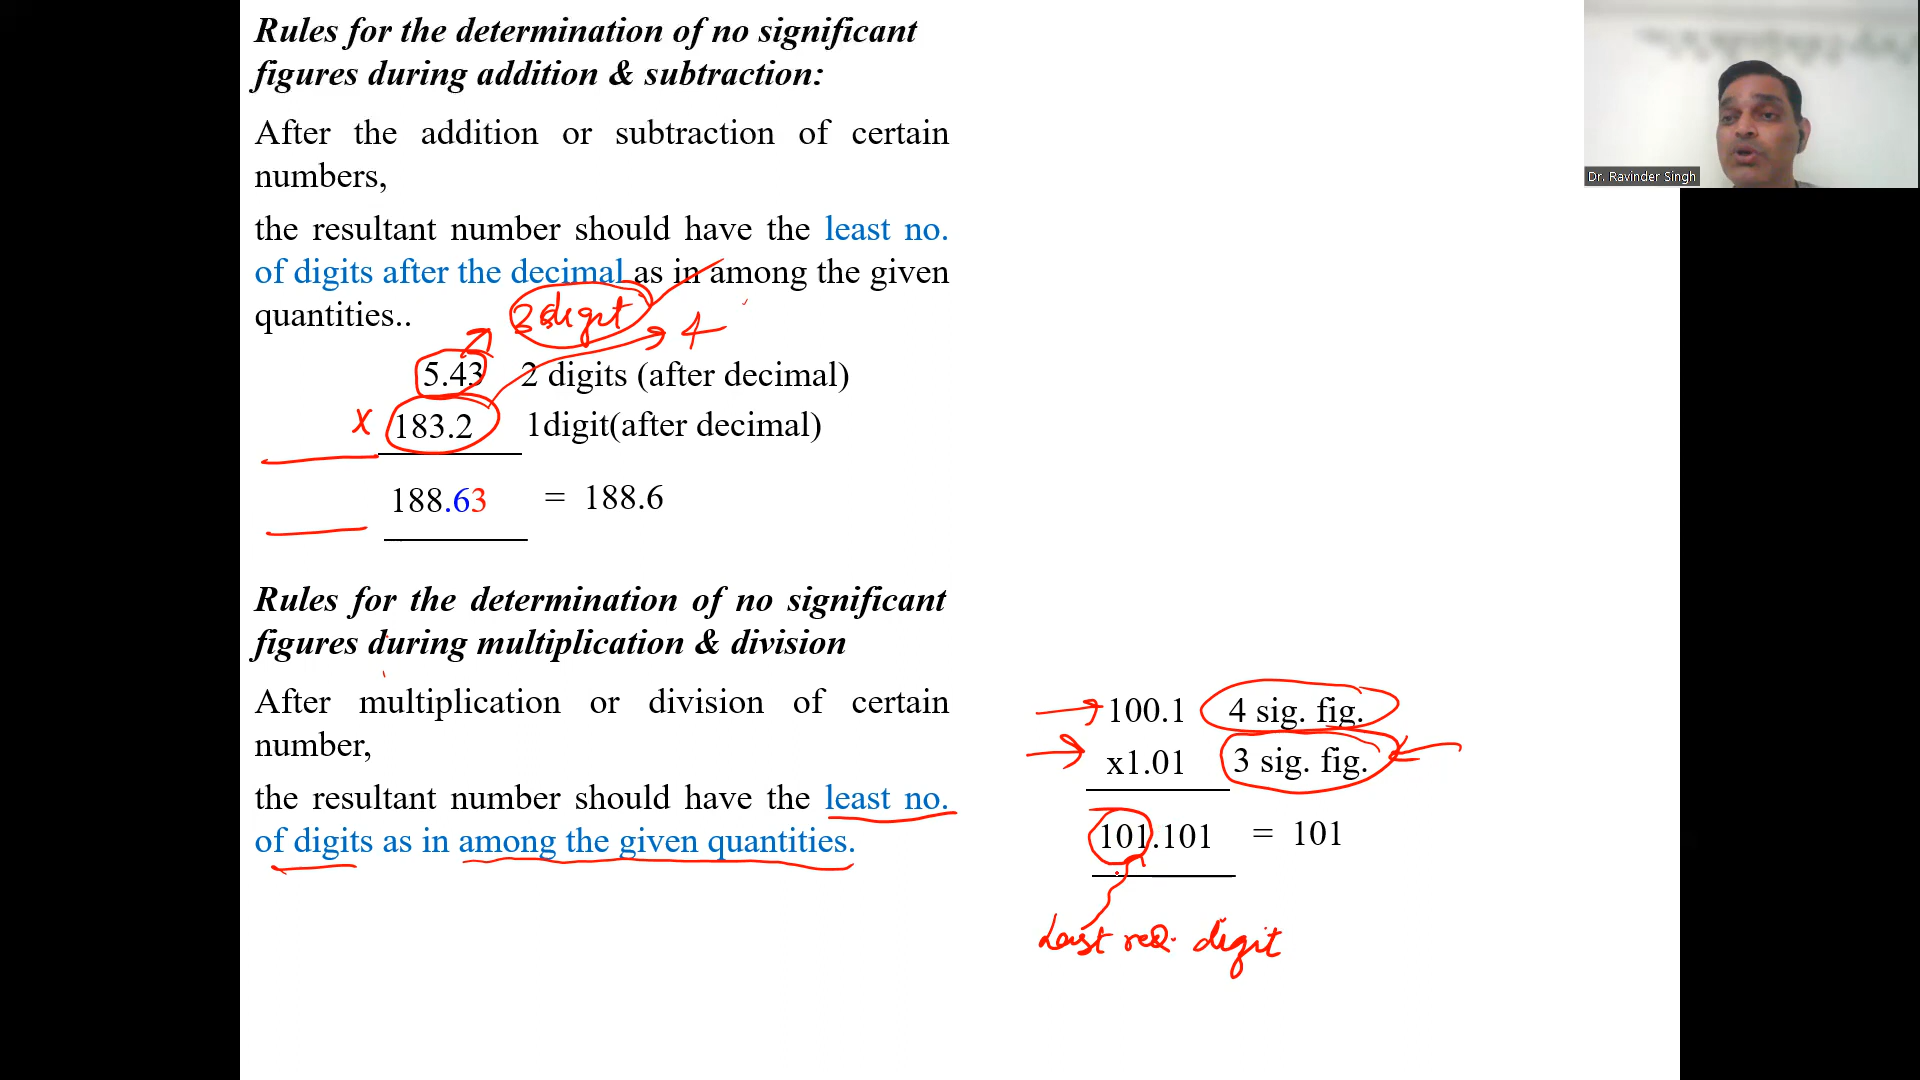 Rules for the determination of no significant
figures during addition & subtraction:
After the addition or subtraction of certain
numbers,
the resultant number should have the least no.
of digits after the decimal as in among the given
quantities..
3 digit
4
5.43 2 digits (after decimal)
x 183.2 1digit(after decimal)
188.63 = 188.6
Rules for the determination of no significant
figures during multiplication & division
After multiplication or division of certain
number,
the resultant number should have the least no.
of digits as in among the given quantities.
100.1 4 sig. fig.
x1.01 3 sig. fig.
101.101 = 101
Last req. digit
Dr. Ravinder Singh